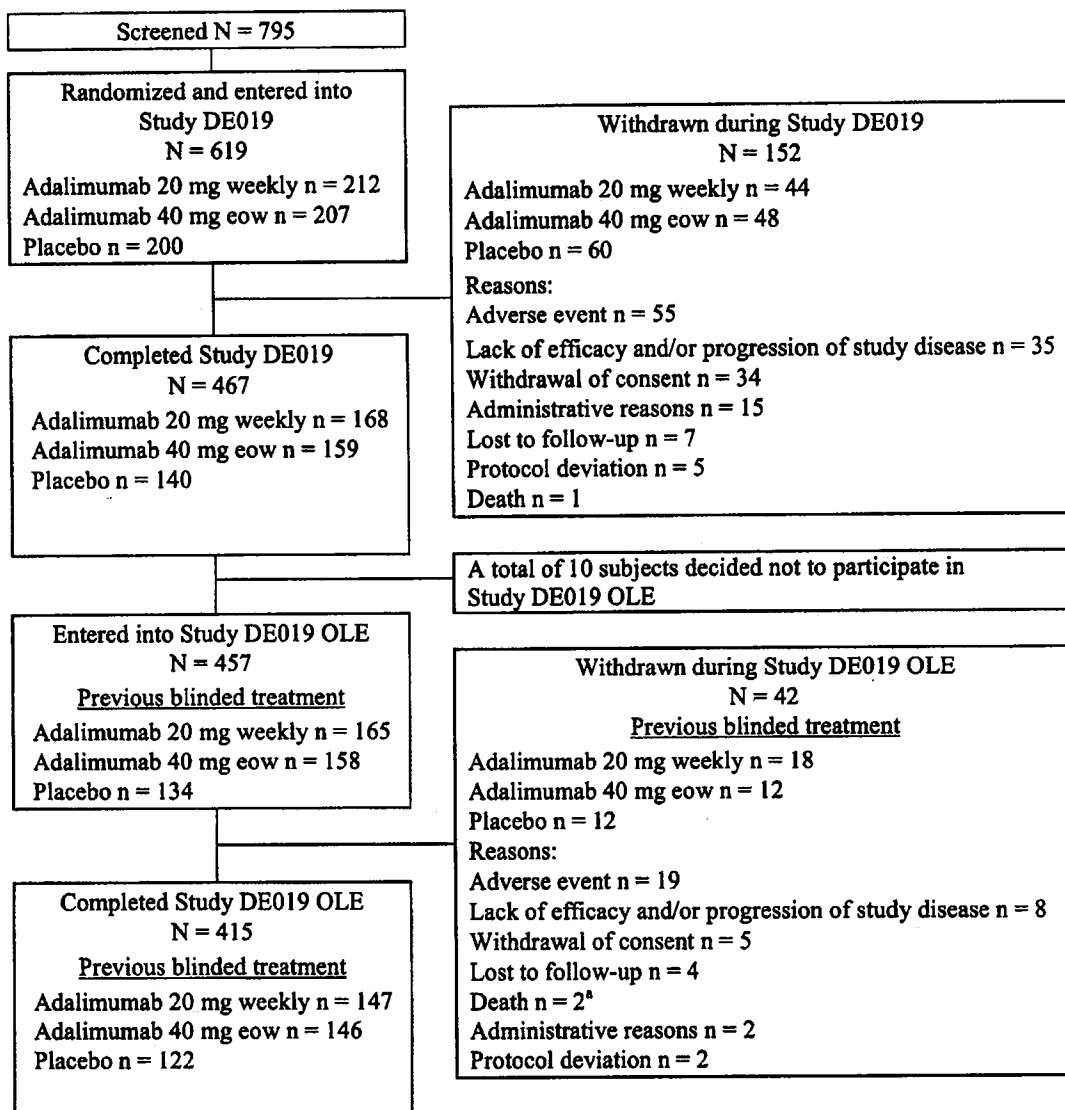 Screened N = 795
Randomized and entered into
Study DE019
N = 619
Adalimumab 20 mg weekly n = 212
Adalimumab 40 mg eow n = 207
Placebo n = 200
Withdrawn during Study DE019
N = 152
Adalimumab 20 mg weekly n = 44
Adalimumab 40 mg eow n = 48
Placebo n = 60
Reasons:
Adverse event n = 55
Lack of efficacy and/or progression of study disease n = 35
Withdrawal of consent n = 34
Administrative reasons n = 15
Lost to follow-up n = 7
Protocol deviation n = 5
Death n = 1
Completed Study DE019
N = 467
Adalimumab 20 mg weekly n = 168
Adalimumab 40 mg eow n = 159
Placebo n = 140
A total of 10 subjects decided not to participate in
Study DE019 OLE
Entered into Study DE019 OLE
N = 457
Previous blinded treatment
Adalimumab 20 mg weekly n = 165
Adalimumab 40 mg eow n = 158
Placebo n = 134
Withdrawn during Study DE019 OLE
N = 42
Previous blinded treatment
Adalimumab 20 mg weekly n = 18
Adalimumab 40 mg eow n = 12
Placebo n = 12
Reasons:
Adverse event n = 19
Lack of efficacy and/or progression of study disease n = 8
Withdrawal of consent n = 5
Lost to follow-up n = 4
Death n = 2ª
Administrative reasons n = 2
Protocol deviation n = 2
Completed Study DE019 OLE
N = 415
Previous blinded treatment
Adalimumab 20 mg weekly n = 147
Adalimumab 40 mg eow n = 146
Placebo n = 122